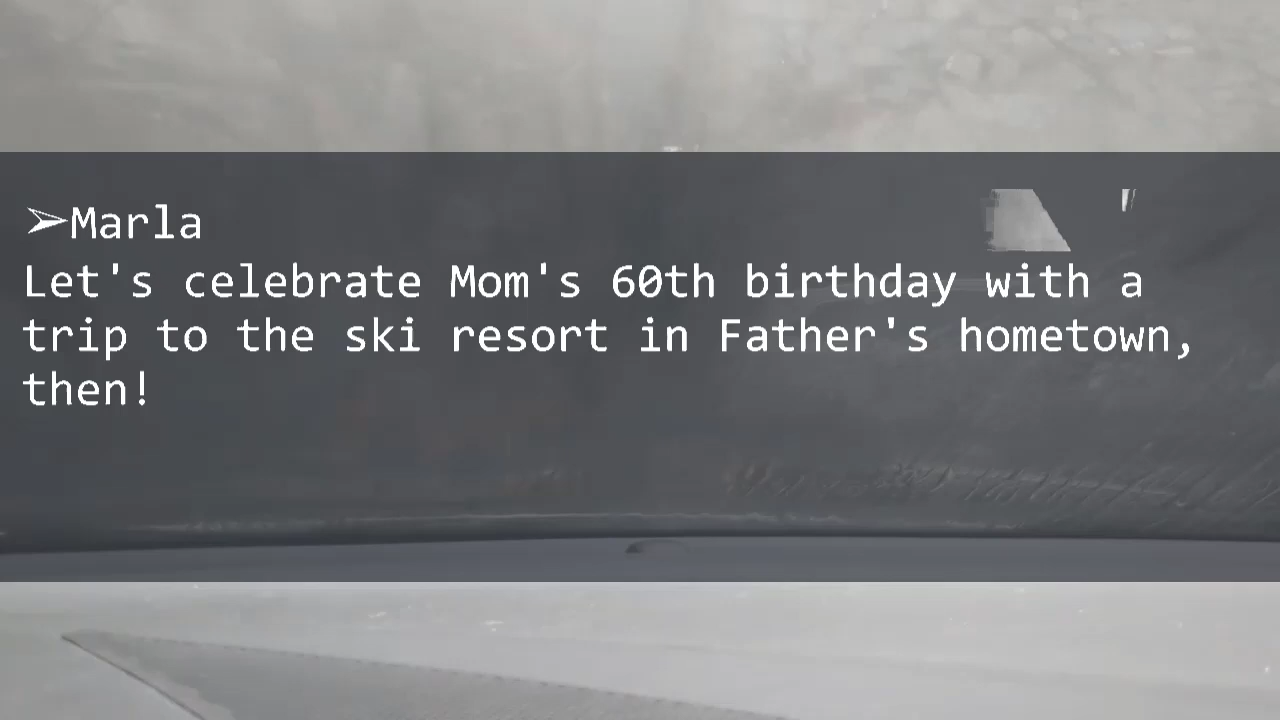 ➢Marla
Let's celebrate Mom's 60th birthday with a
trip to the ski resort in Father's hometown,
then!